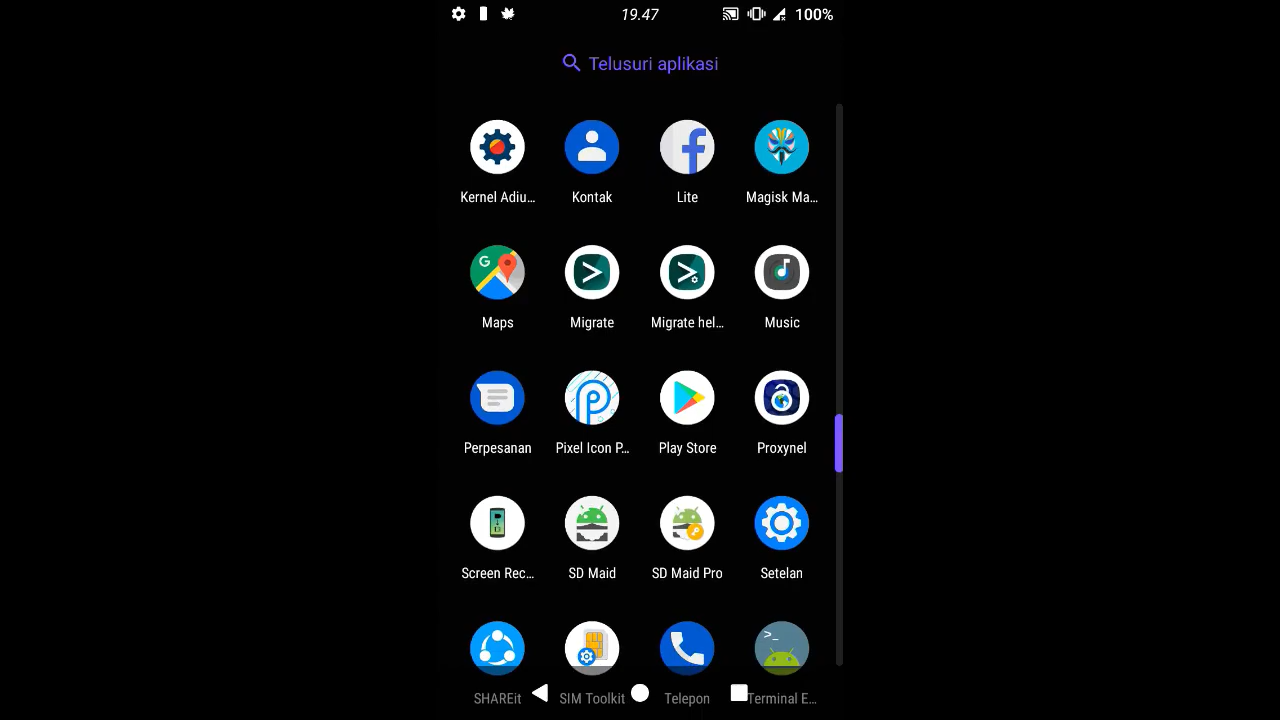 19.47
100%
Telusuri aplikasi
Kernel Adiu... Kontak Lite Magisk Ma...
Maps Migrate Migrate hel... Music
Perpesanan Pixel Icon P... Play Store Proxynel
Screen Rec... SD Maid SD Maid Pro Setelan
SHAREit SIM Toolkit Telepon Terminal E...